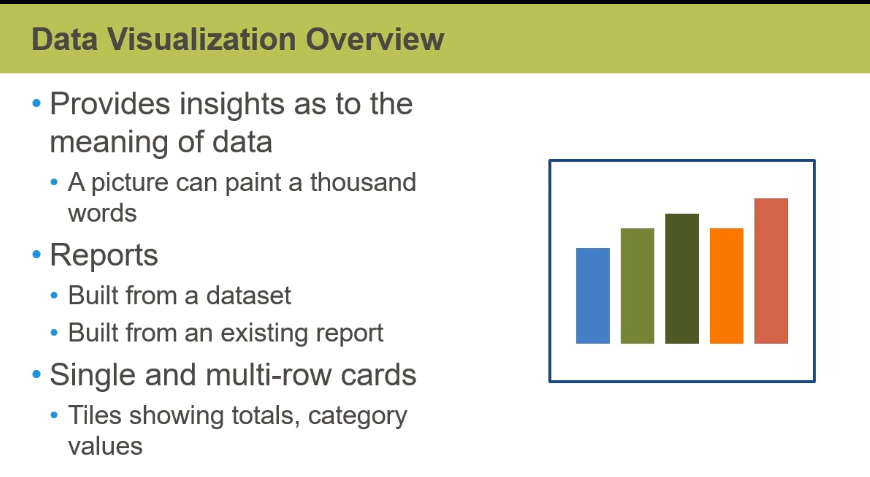 Data Visualization Overview
• Provides insights as to the
meaning of data
• A picture can paint a thousand
words
• Reports
• Built from a dataset
• Built from an existing report
• Single and multi-row cards
• Tiles showing totals, category
values